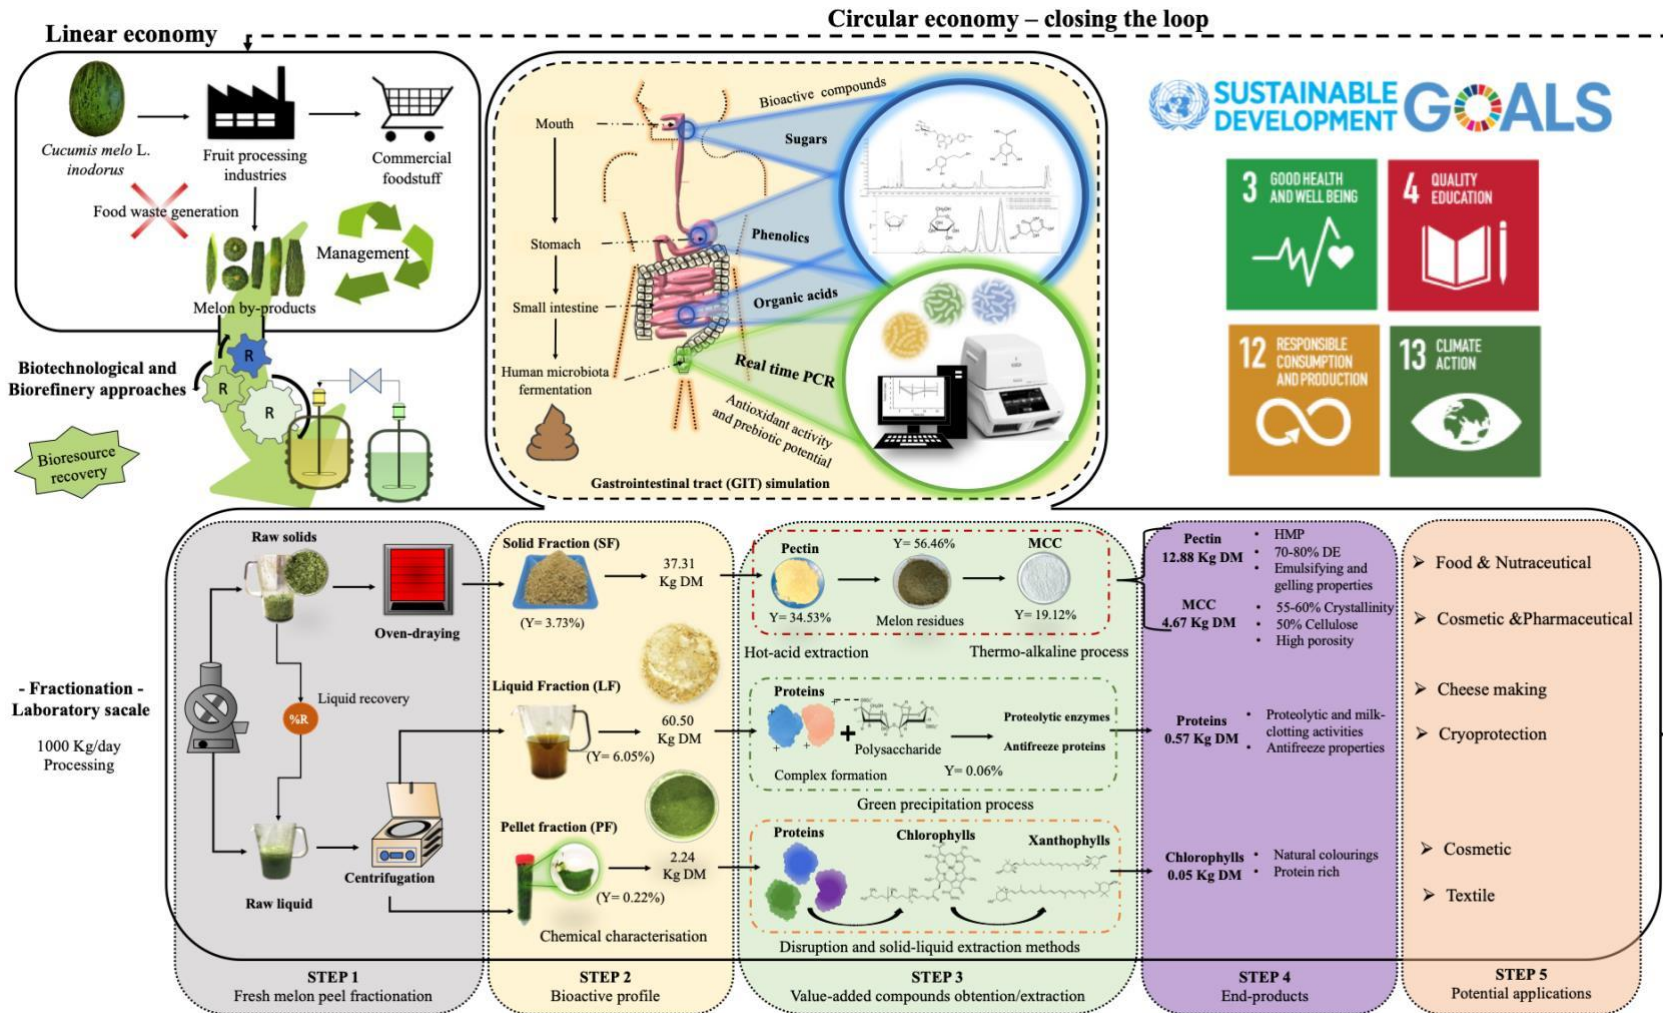 Circular economy – closing the loop
Linear economy
Cucumis melo L.
inodorus
Fruit processing
industries
Commercial
foodstuff
Food waste generation
Management
Melon by-products
Biotechnological and
Biorefinery approaches
R
R
R
Bioresource
recovery
Mouth
Stomach
Small intestine
Human microbiota
fermentation
Bioactive compounds
Sugars
Phenolics
Organic acids
Real time PCR
Antioxidant activity
and prebiotic potential
Gastrointestinal tract (GIT) simulation
SUSTAINABLE
DEVELOPMENT
GOALS
3 GOOD HEALTH
AND WELL BEING
4 QUALITY
EDUCATION
12 RESPONSIBLE
CONSUMPTION
AND PRODUCTION
13 CLIMATE
ACTION
- Fractionation -
Laboratory sacale
1000 Kg/day
Processing
Raw solids
Oven-draying
Liquid recovery
%R
Centrifugation
Raw liquid
STEP 1
Fresh melon peel fractionation
Solid Fraction (SF)
37.31
Kg DM
(Y= 3.73%)
Liquid Fraction (LF)
60.50
Kg DM
(Y= 6.05%)
Pellet fraction (PF)
2.24
Kg DM
(Y= 0.22%)
Chemical characterisation
STEP 2
Bioactive profile
Pectin
Y= 56.46%
MCC
Y= 34.53%
Melon residues
Y= 19.12%
Hot-acid extraction
Thermo-alkaline process
Proteins
+
Polysaccharide
Proteolytic enzymes
Antifreeze proteins
Complex formation
Y= 0.06%
Green precipitation process
Proteins
Chlorophylls
Xanthophylls
Disruption and solid-liquid extraction methods
STEP 3
Value-added compounds obtention/extraction
Pectin
12.88 Kg DM
• HMP
• 70-80% DE
• Emulsifying and
gelling properties
MCC
4.67 Kg DM
• 55-60% Crystallinity
• 50% Cellulose
• High porosity
Proteins
0.57 Kg DM
• Proteolytic and milk-
clotting activities
• Antifreeze properties
Chlorophylls
0.05 Kg DM
• Natural colourings
• Protein rich
STEP 4
End-products
➢ Food & Nutraceutical
➢ Cosmetic &Pharmaceutical
➢ Cheese making
➢ Cryoprotection
➢ Cosmetic
➢ Textile
STEP 5
Potential applications